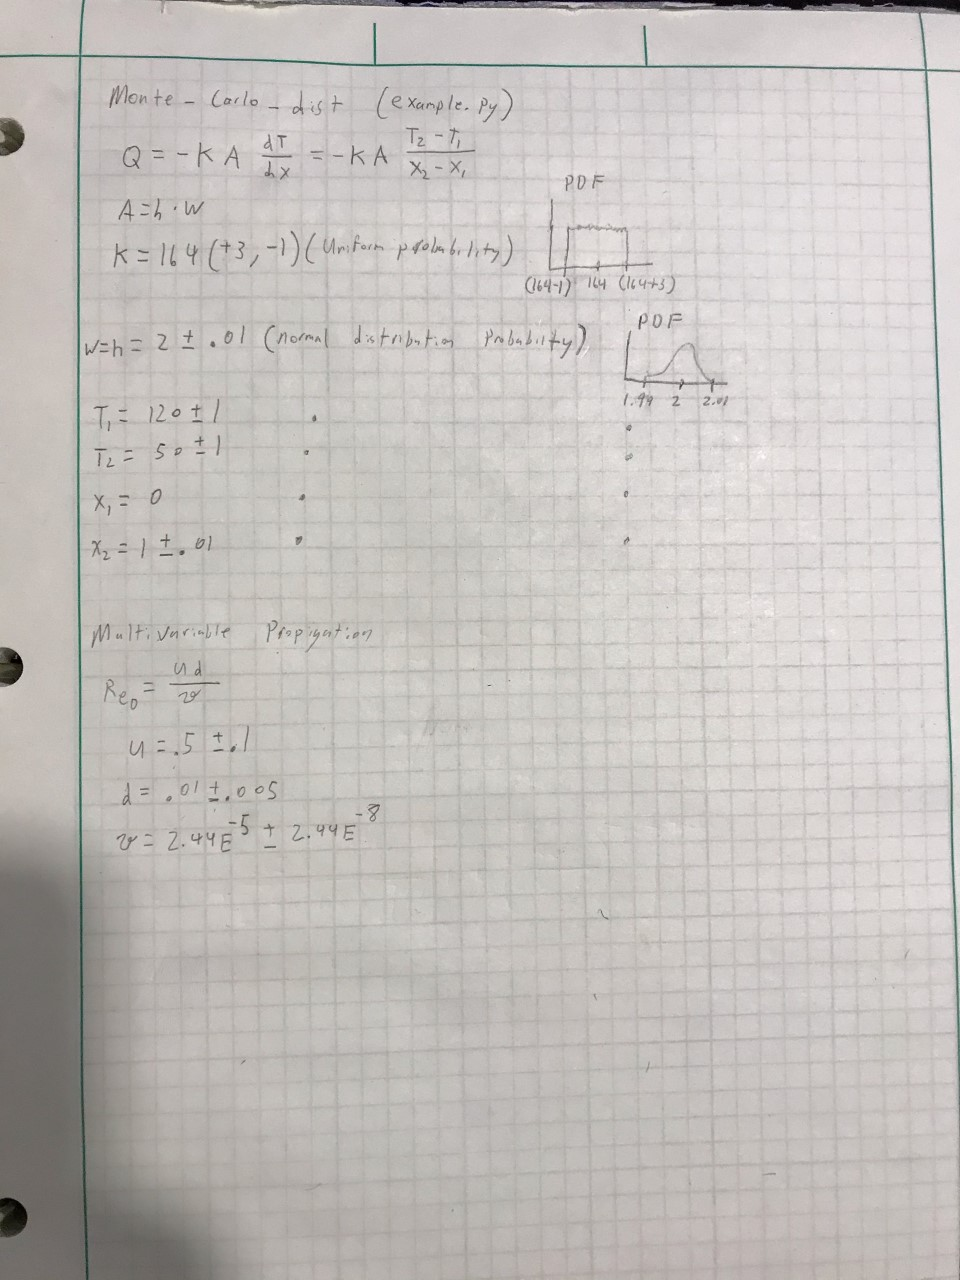 Monte-Carlo-dist (example.py)
Q = -K A dT/dx = -K A (T₂ - T₁)/(x₂ - x₁)
A = h · w
K = 164 (+3, -1) (Uniform probability)
PDF
(164-1) 164 (164+3)
w=h = 2 ± .01 (normal distribution Probability)
PDF
1.99 2 2.01
T₁ = 120 ± 1
T₂ = 50 ± 1
x₁ = 0
x₂ = 1 ± .01
Multivariable Propigation
Re_D = ud/ν
u = .5 ± .1
d = .01 ± .005
ν = 2.44E⁻⁵ ± 2.44E⁻⁸